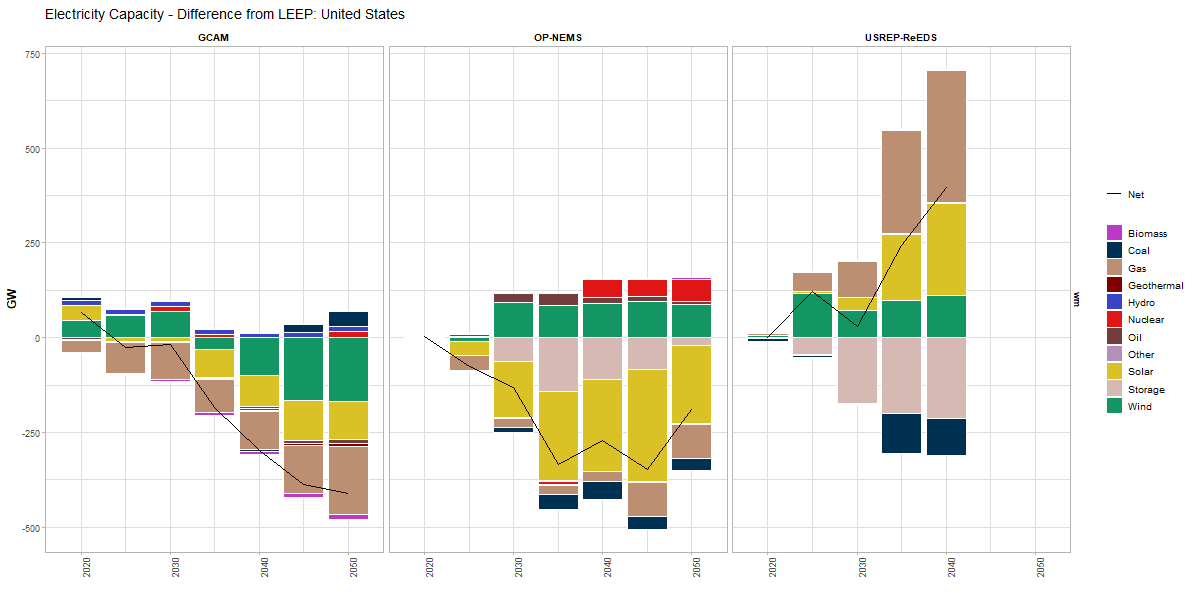 Electricity Capacity - Difference from LEEP: United States
GCAM
OP-NEMS
USREP-ReEDS
GW
750
500
250
0
-250
-500
2020
2030
2040
2050
2020
2030
2040
2050
2020
2030
2040
2050
wm
Net
Biomass
Coal
Gas
Geothermal
Hydro
Nuclear
Oil
Other
Solar
Storage
Wind